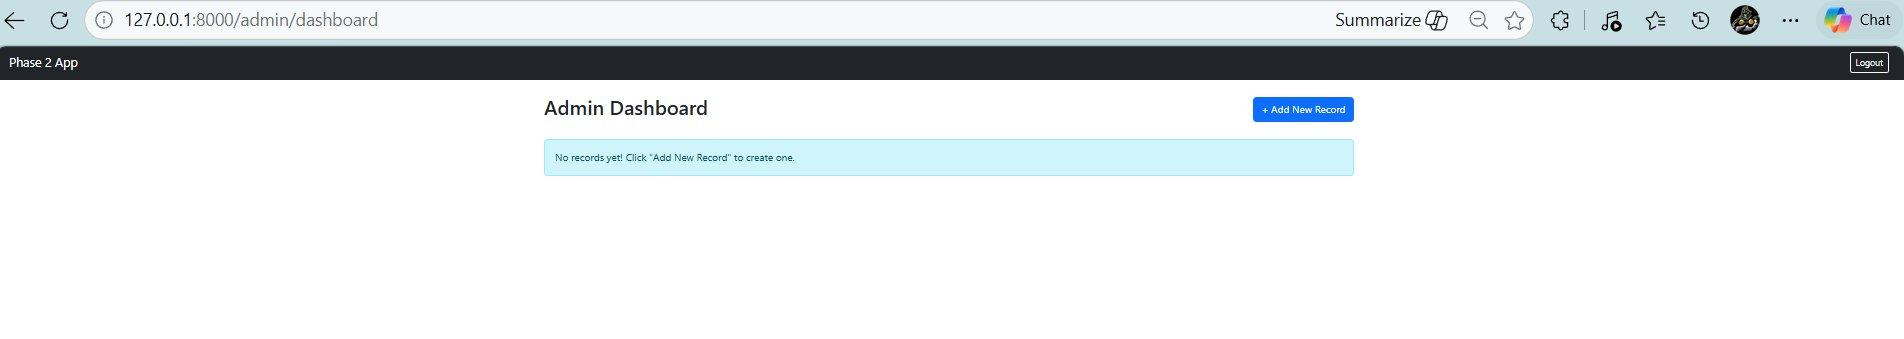 127.0.0.1:8000/admin/dashboard Summarize Chat
Phase 2 App Logout
Admin Dashboard + Add New Record
No records yet! Click "Add New Record" to create one.